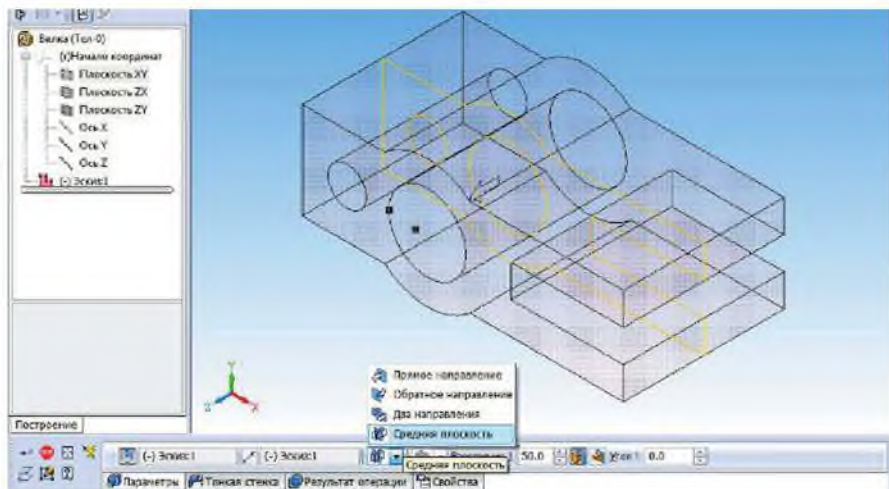 Вилка (Тел-0)
(т)Начало координат
Плоскость XY
Плоскость ZX
Плоскость ZY
Ось X
Ось Y
Ось Z
(-) Эскиз:1
Построение
Y
Z
X
Прямое направление
Обратное направление
Два направления
Средняя плоскость
(-) Эскиз:1 (-) Эскиз:1 50.0 Угол 1 0.0
Средняя плоскость
Параметры Тонкая стенка Результат операции Свойства